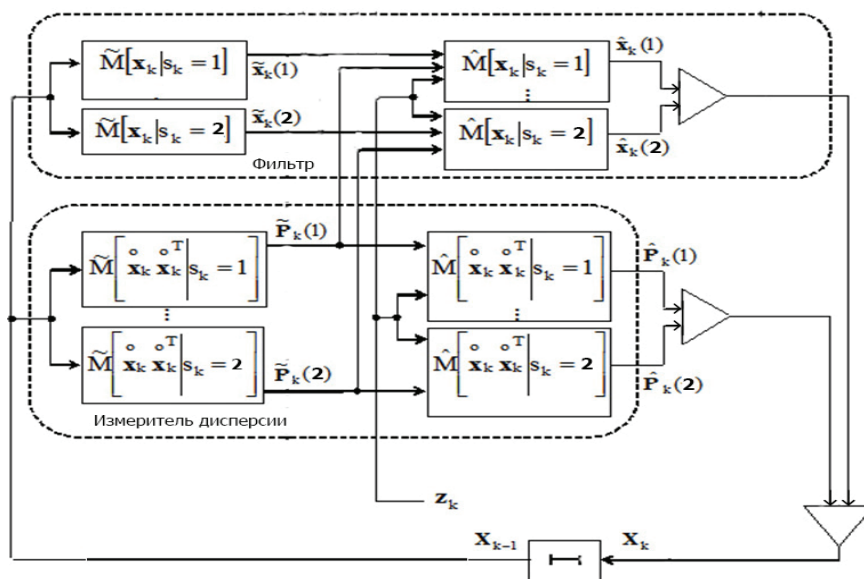 M̃[x_k|s_k = 1]
x̃_k(1)
M̂[x_k|s_k = 1]
x̂_k(1)
⋮
M̃[x_k|s_k = 2]
x̃_k(2)
M̂[x_k|s_k = 2]
x̂_k(2)
Фильтр
M̃[x̊_k x̊_k^T|s_k = 1]
P̃_k(1)
M̂[x̊_k x̊_k^T|s_k = 1]
P̂_k(1)
⋮
⋮
M̃[x̊_k x̊_k^T|s_k = 2]
P̃_k(2)
M̂[x̊_k x̊_k^T|s_k = 2]
P̂_k(2)
Измеритель дисперсии
z_k
X_{k-1}
X_k